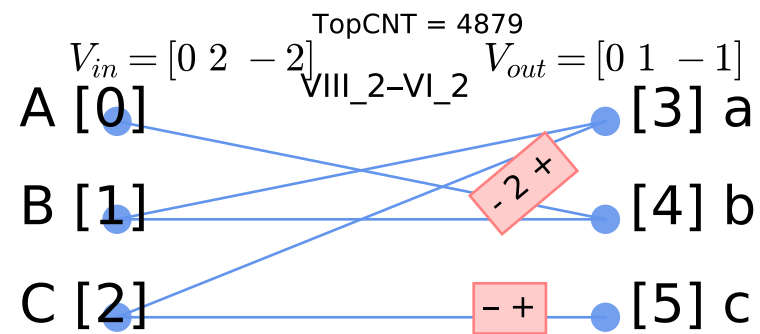 TopCNT = 4879
V_in = [0 2 − 2] V_out = [0 1 − 1]
VIII_2–VI_2
A [0] [3] a
- 2 +
B [1] [4] b
C [2] – + [5] c